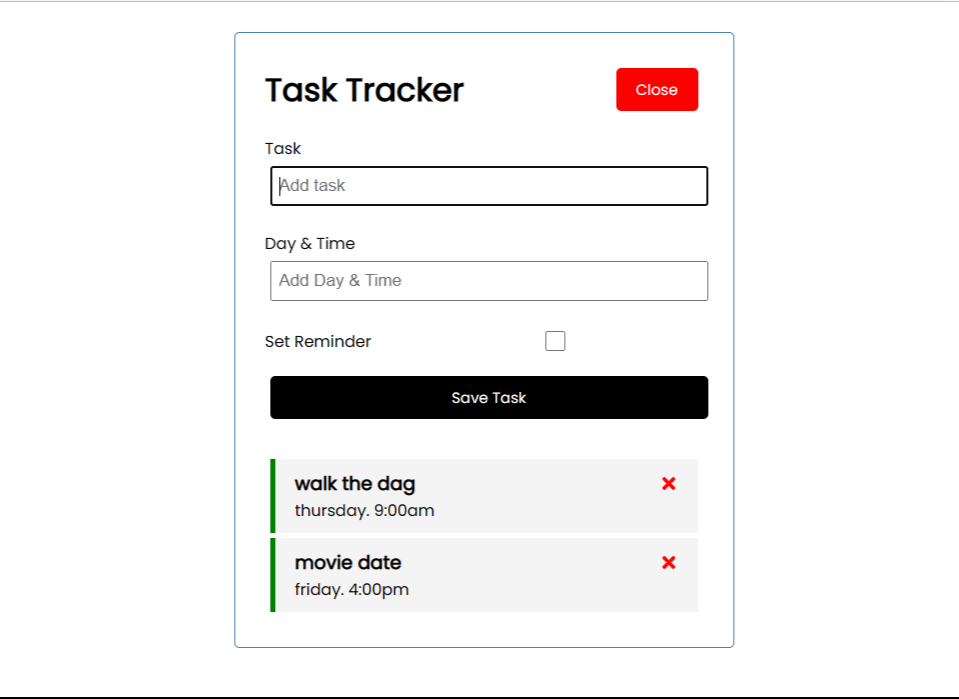 Task Tracker
Close
Task
Add task
Day & Time
Add Day & Time
Set Reminder
Save Task
walk the dag
thursday. 9:00am
movie date
friday. 4:00pm